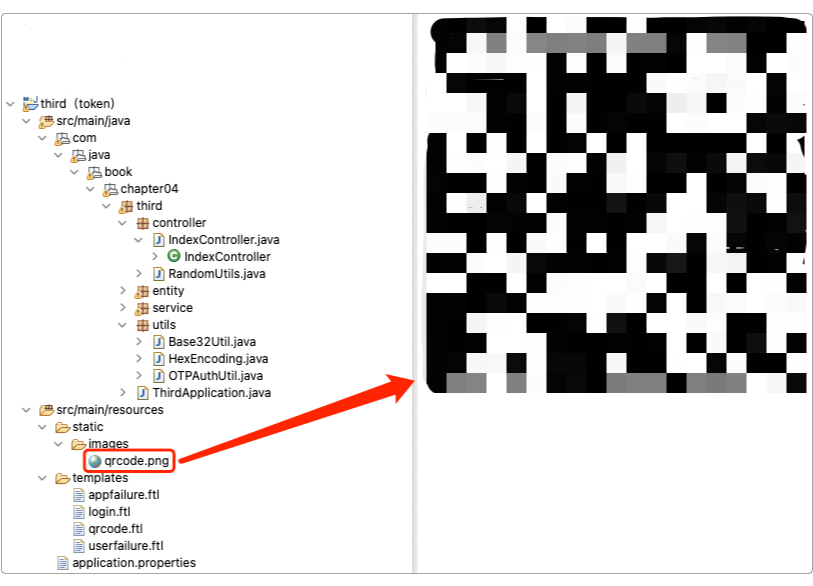 third（token）
src/main/java
com
java
book
chapter04
third
controller
IndexController.java
IndexController
RandomUtils.java
entity
service
utils
Base32Util.java
HexEncoding.java
OTPAuthUtil.java
ThirdApplication.java
src/main/resources
static
images
qrcode.png
templates
appfailure.ftl
login.ftl
qrcode.ftl
userfailure.ftl
application.properties